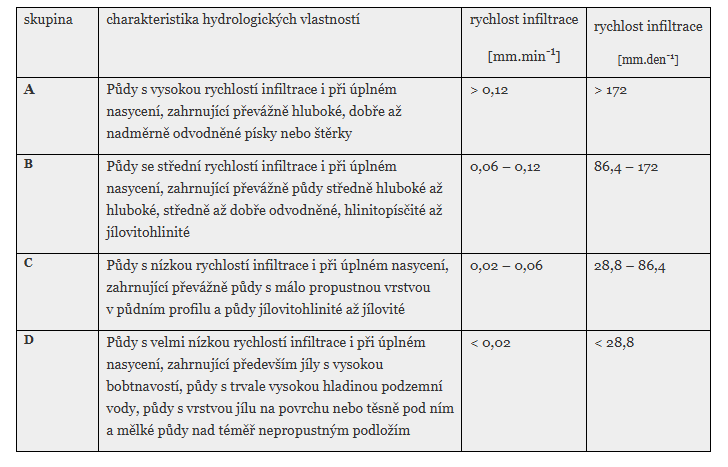 skupina
charakteristika hydrologických vlastností
rychlost infiltrace
[mm.min⁻¹]
rychlost infiltrace
[mm.den⁻¹]
A
Půdy s vysokou rychlostí infiltrace i při úplném
nasycení, zahrnující převážně hluboké, dobře až
nadměrně odvodněné písky nebo štěrky
> 0,12
> 172
B
Půdy se střední rychlostí infiltrace i při úplném
nasycení, zahrnující převážně půdy středně hluboké až
hluboké, středně až dobře odvodněné, hlinitopísčité až
jílovitohlinité
0,06 – 0,12
86,4 – 172
C
Půdy s nízkou rychlostí infiltrace i při úplném nasycení,
zahrnující převážně půdy s málo propustnou vrstvou
v půdním profilu a půdy jílovitohlinité až jílovité
0,02 – 0,06
28,8 – 86,4
D
Půdy s velmi nízkou rychlostí infiltrace i při úplném
nasycení, zahrnující především jíly s vysokou
bobtnavostí, půdy s trvale vysokou hladinou podzemní
vody, půdy s vrstvou jílu na povrchu nebo těsně pod ním
a mělké půdy nad téměř nepropustným podložím
< 0,02
< 28,8